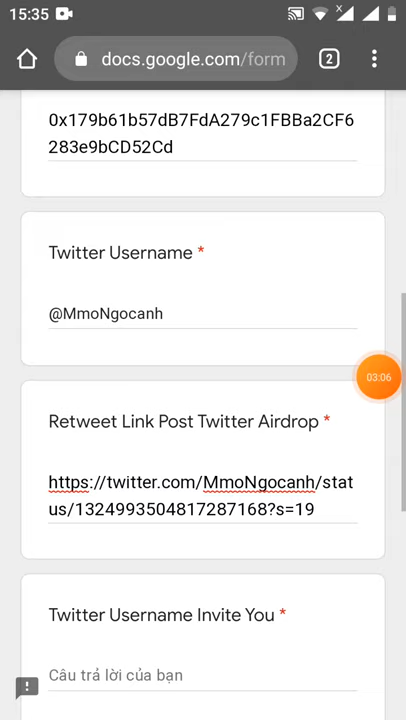 15:35
docs.google.com/form
2
0x179b61b57dB7FdA279c1FBBa2CF6
283e9bCD52Cd
Twitter Username *
@MmoNgocanh
03:06
Retweet Link Post Twitter Airdrop *
https://twitter.com/MmoNgocanh/stat
us/1324993504817287168?s=19
Twitter Username Invite You *
Câu trả lời của bạn